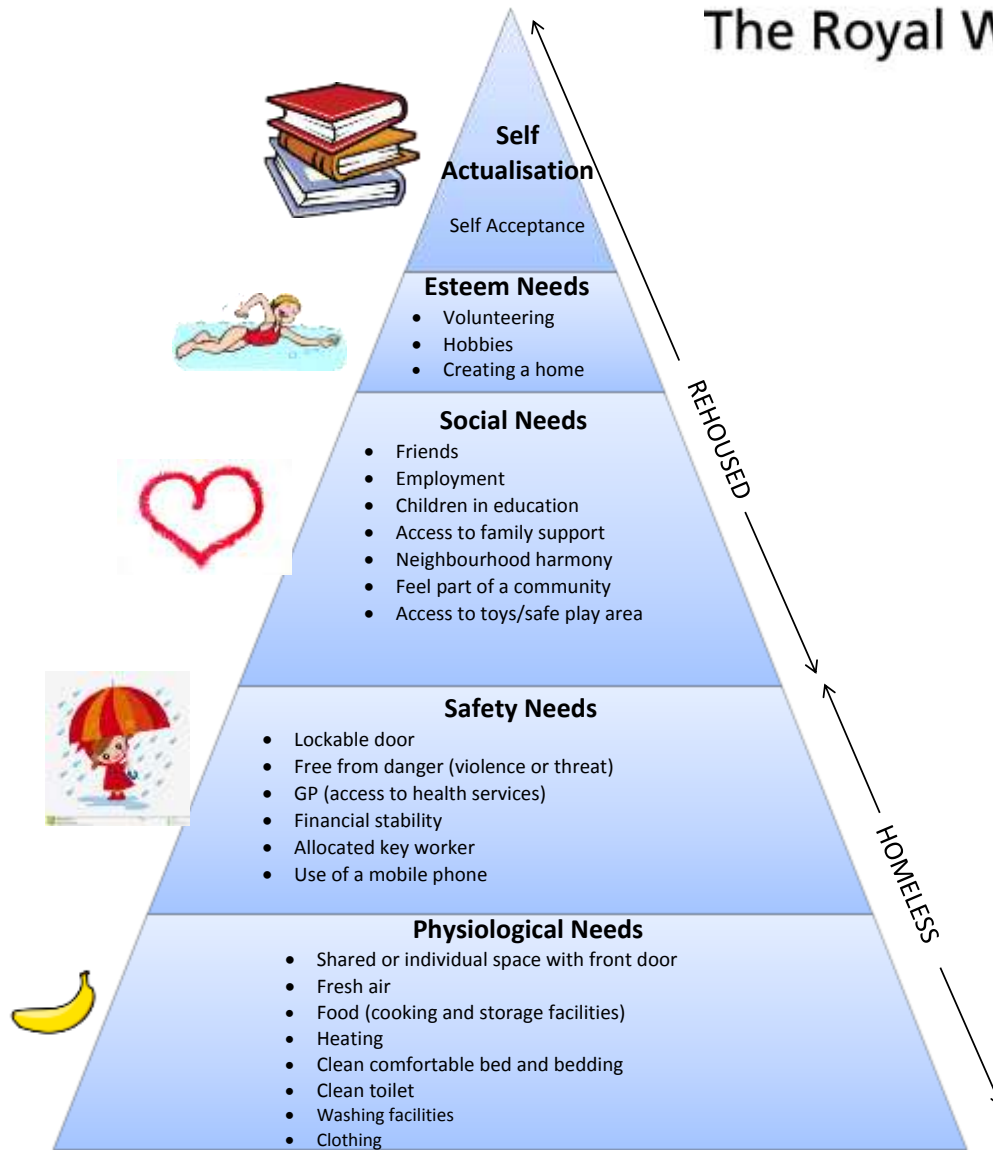 The Royal W
Self
Actualisation
Self Acceptance
Esteem Needs
• Volunteering
• Hobbies
• Creating a home
Social Needs
• Friends
• Employment
• Children in education
• Access to family support
• Neighbourhood harmony
• Feel part of a community
• Access to toys/safe play area
REHOUSED
Safety Needs
• Lockable door
• Free from danger (violence or threat)
• GP (access to health services)
• Financial stability
• Allocated key worker
• Use of a mobile phone
HOMELESS
Physiological Needs
• Shared or individual space with front door
• Fresh air
• Food (cooking and storage facilities)
• Heating
• Clean comfortable bed and bedding
• Clean toilet
• Washing facilities
• Clothing